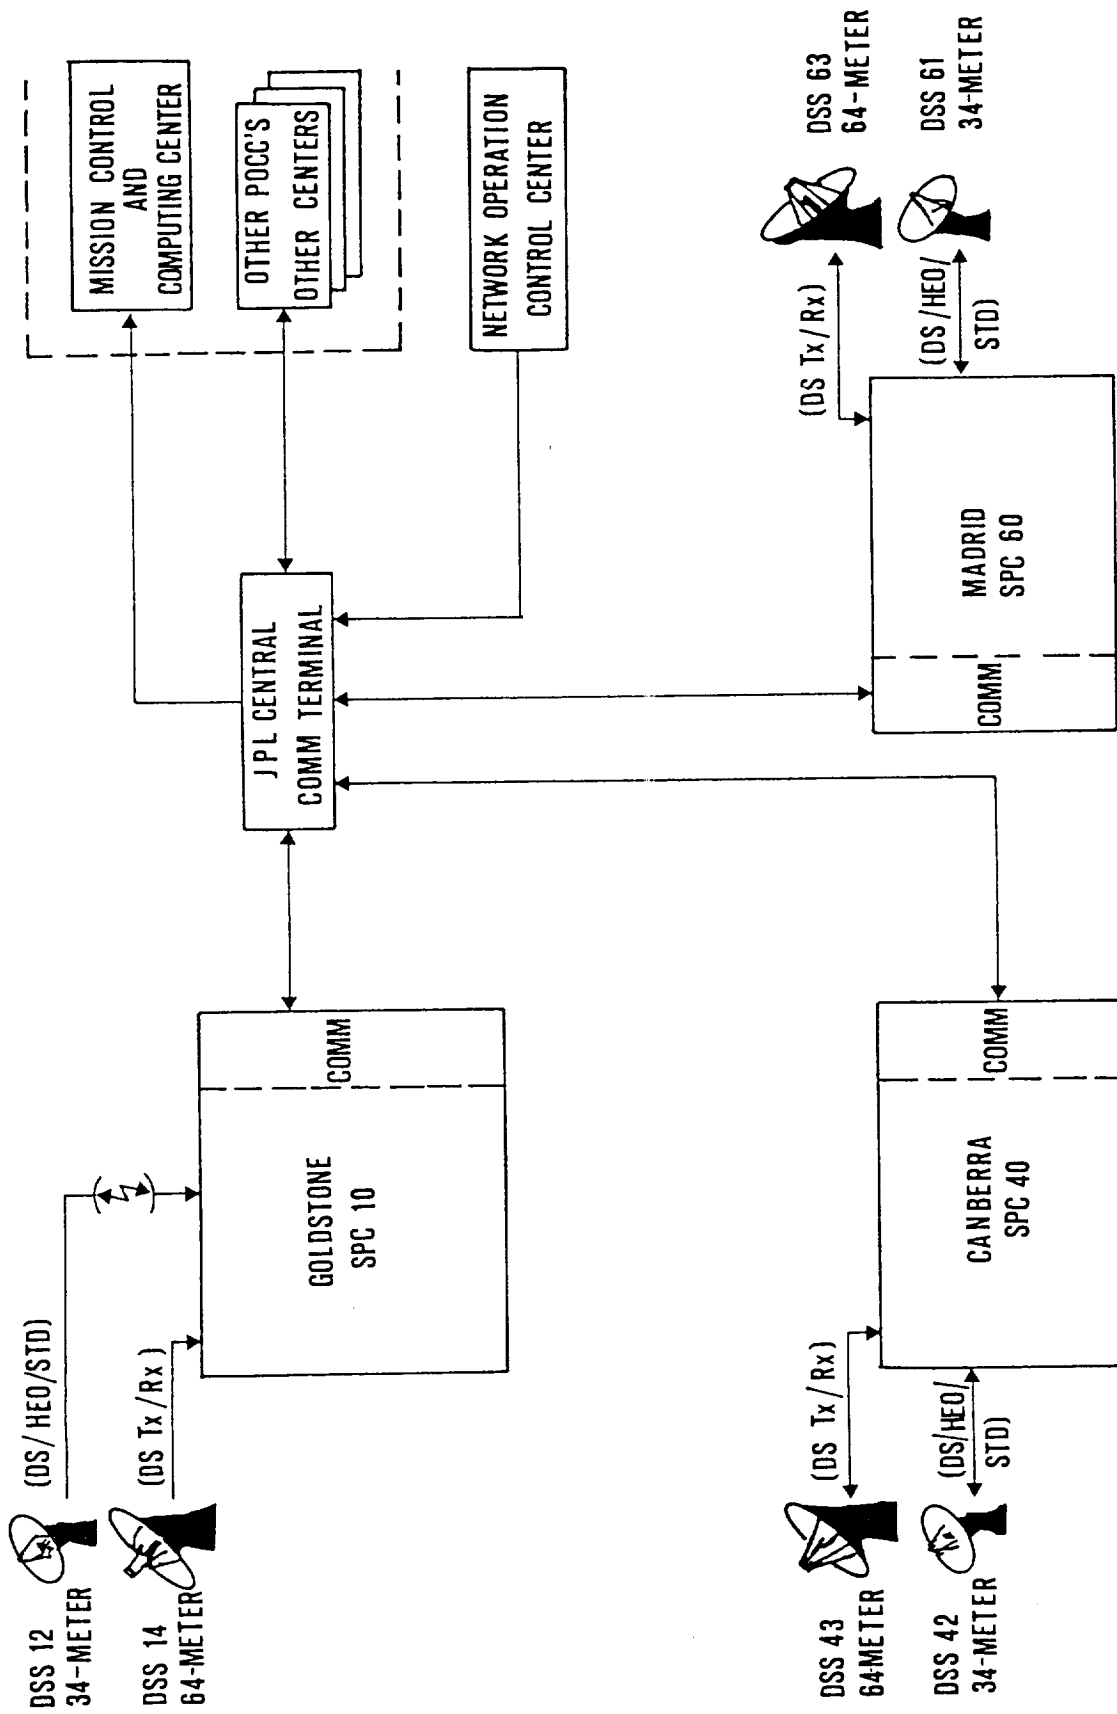 DSS 12
34-METER
(DS/HEO/STD)
DSS 14
64-METER
(DS Tx/Rx)
GOLDSTONE
SPC 10
COMM
JPL CENTRAL
COMM TERMINAL
MISSION CONTROL
AND
COMPUTING CENTER
OTHER POCC'S
OTHER CENTERS
NETWORK OPERATION
CONTROL CENTER
DSS 43
64-METER
(DS Tx/Rx)
DSS 42
34-METER
(DS/HEO/
STD)
CANBERRA
SPC 40
COMM
COMM
MADRID
SPC 60
(DS Tx/Rx)
(DS/HEO/
STD)
DSS 63
64-METER
DSS 61
34-METER